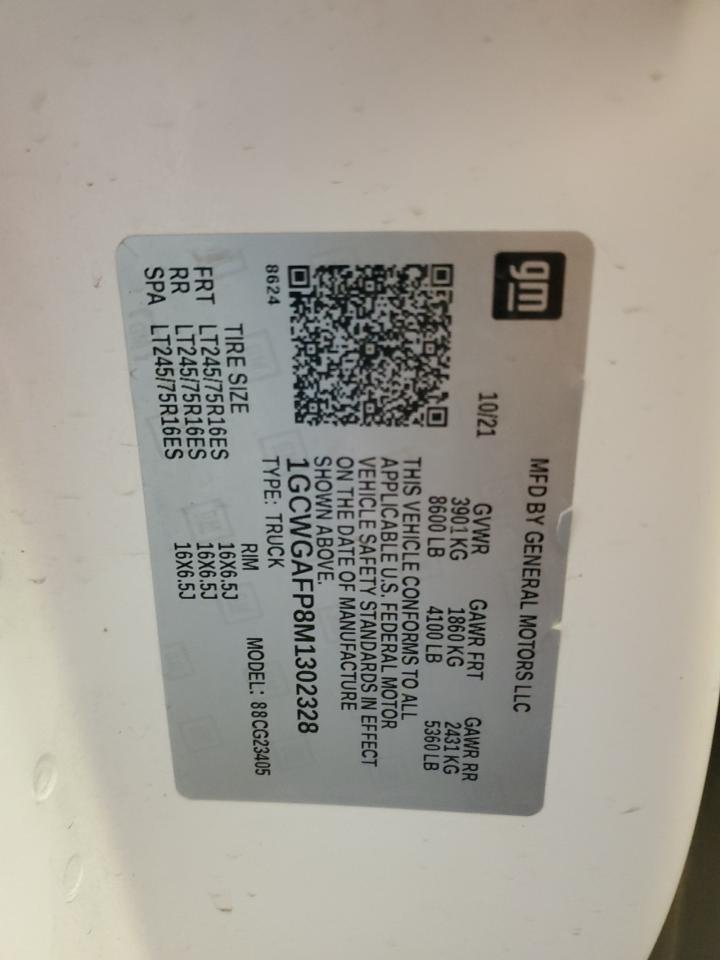 gm
MFD BY GENERAL MOTORS LLC
10/21
GVWR GAWR FRT GAWR RR
3901 KG 1860 KG 2431 KG
8600 LB 4100 LB 5360 LB
THIS VEHICLE CONFORMS TO ALL
APPLICABLE U.S. FEDERAL MOTOR
VEHICLE SAFETY STANDARDS IN EFFECT
ON THE DATE OF MANUFACTURE
SHOWN ABOVE.
1GCWGAFP8M1302328
8624
TYPE: TRUCK
MODEL: 88CG23405
TIRE SIZE RIM
FRT LT245/75R16ES 16X6.5J
RR LT245/75R16ES 16X6.5J
SPA LT245/75R16ES 16X6.5J